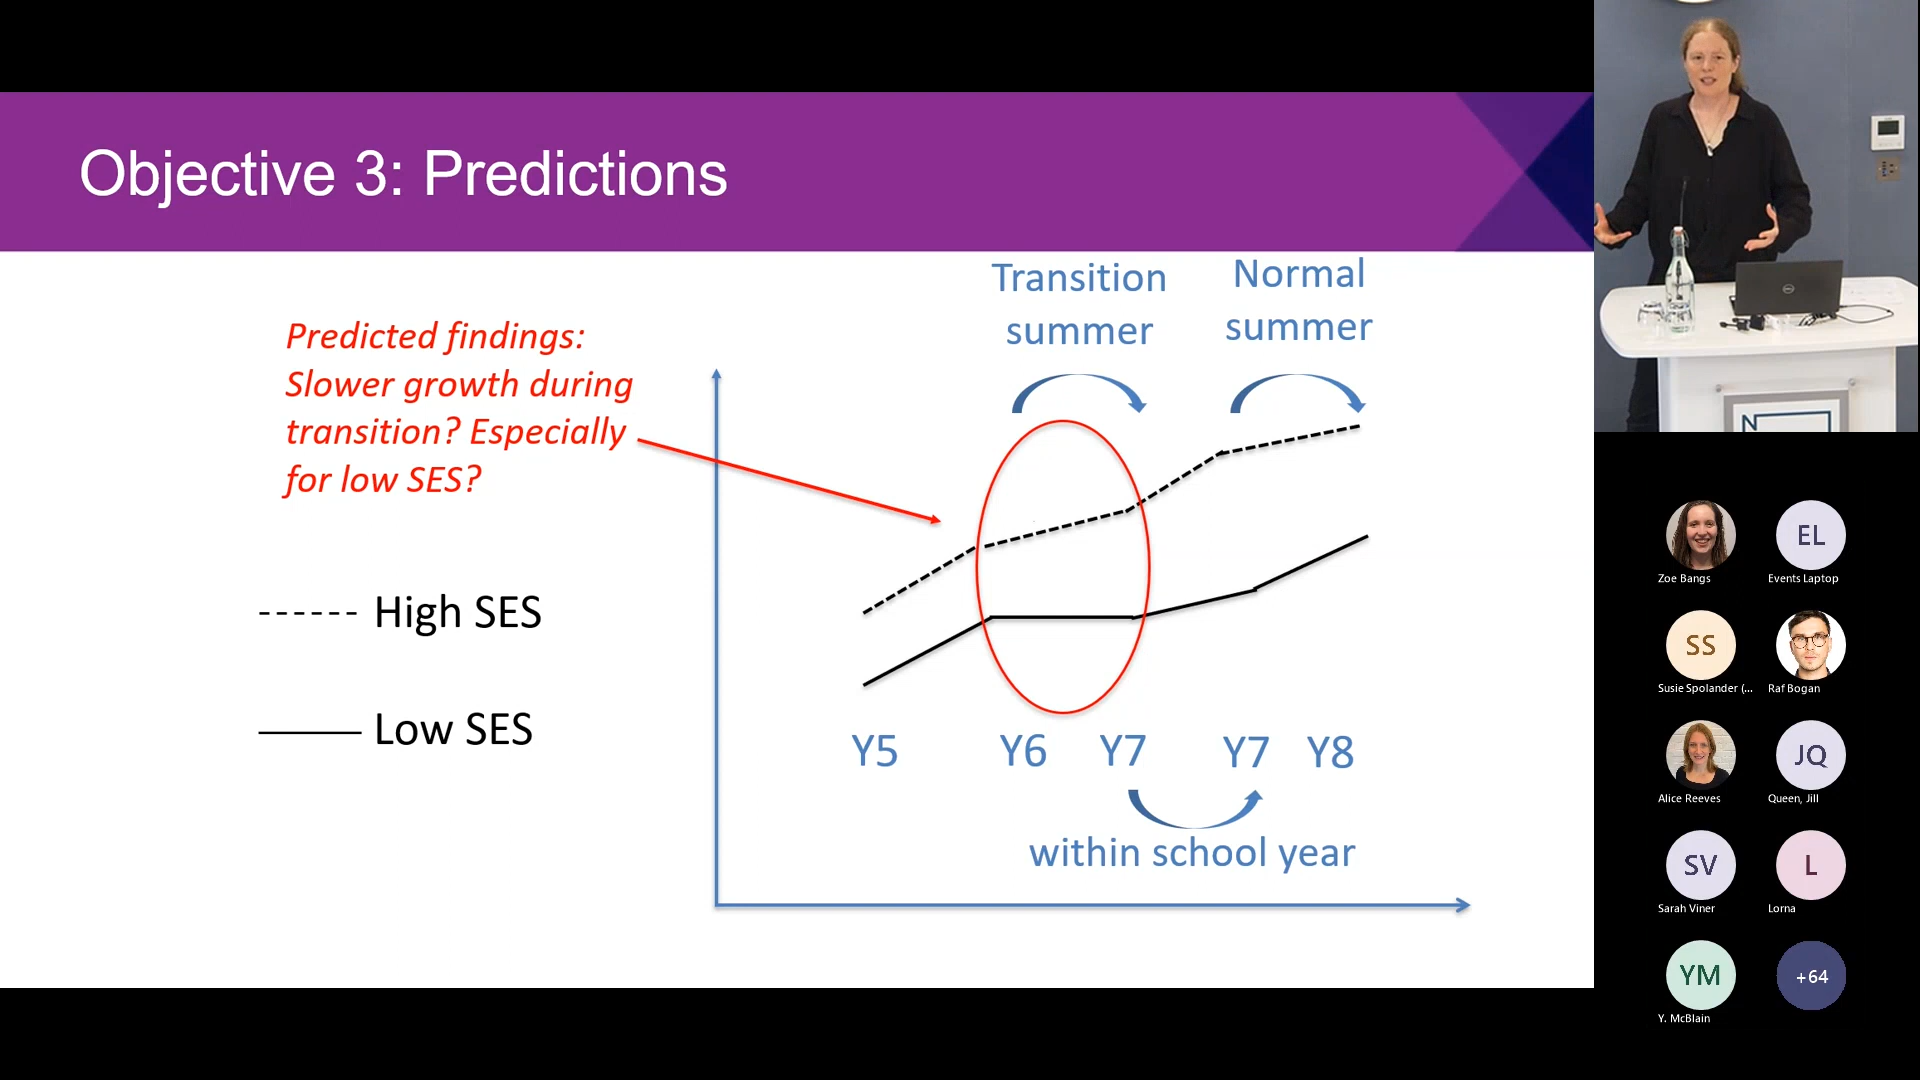 Objective 3: Predictions
Transition
summer
Normal
summer
Predicted findings:
Slower growth during
transition? Especially
for low SES?
High SES
Low SES
Y5
Y6
Y7
Y7
Y8
within school year
N
Zoe Bangs
EL
Events Laptop
SS
Susie Spolander (...
Raf Bogan
Alice Reeves
JQ
Queen, Jill
SV
Sarah Viner
L
Lorna
YM
Y. McBlain
+64